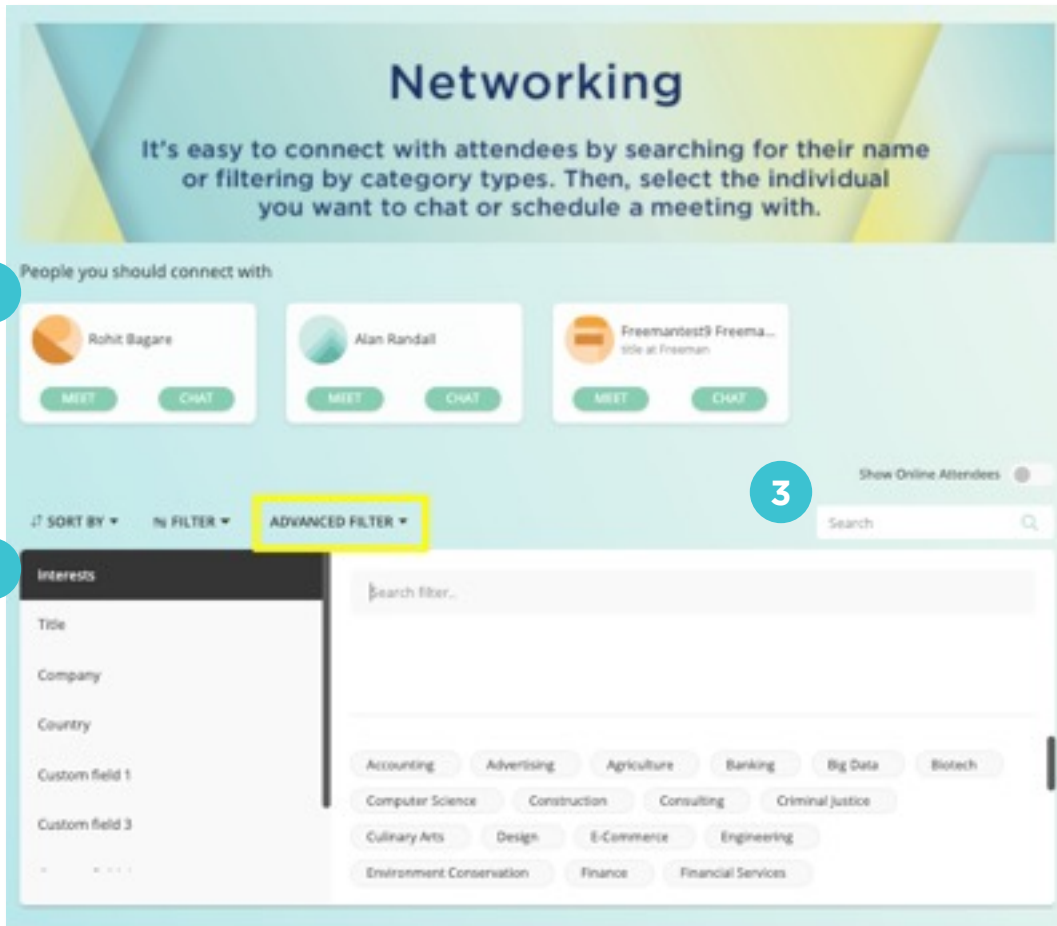 Networking
It's easy to connect with attendees by searching for their name
or filtering by category types. Then, select the individual
you want to chat or schedule a meeting with.
People you should connect with
Rohit Bagare
MEET CHAT
Alan Randall
MEET CHAT
Freemantest9 Freema...
title at Freeman
MEET CHAT
Show Online Attendees
3
SORT BY FILTER ADVANCED FILTER Search
Interests
Title
Company
Country
Custom field 1
Custom field 3
Search filter..
Accounting Advertising Agriculture Banking Big Data Biotech
Computer Science Construction Consulting Criminal Justice
Culinary Arts Design E-Commerce Engineering
Environment Conservation Finance Financial Services